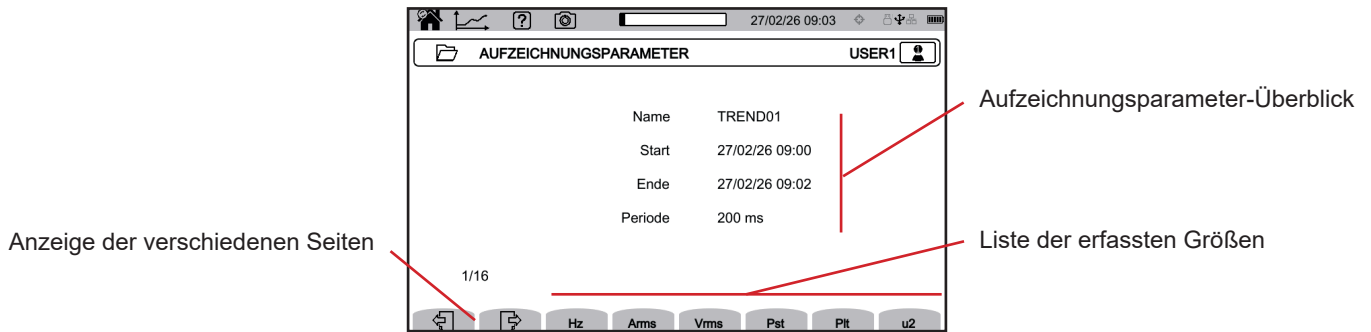 27/02/26 09:03
AUFZEICHNUNGSPARAMETER USER1
Name TREND01
Start 27/02/26 09:00
Ende 27/02/26 09:02
Periode 200 ms
1/16
Hz Arms Vrms Pst Plt u2
Aufzeichnungsparameter-Überblick
Anzeige der verschiedenen Seiten
Liste der erfassten Größen